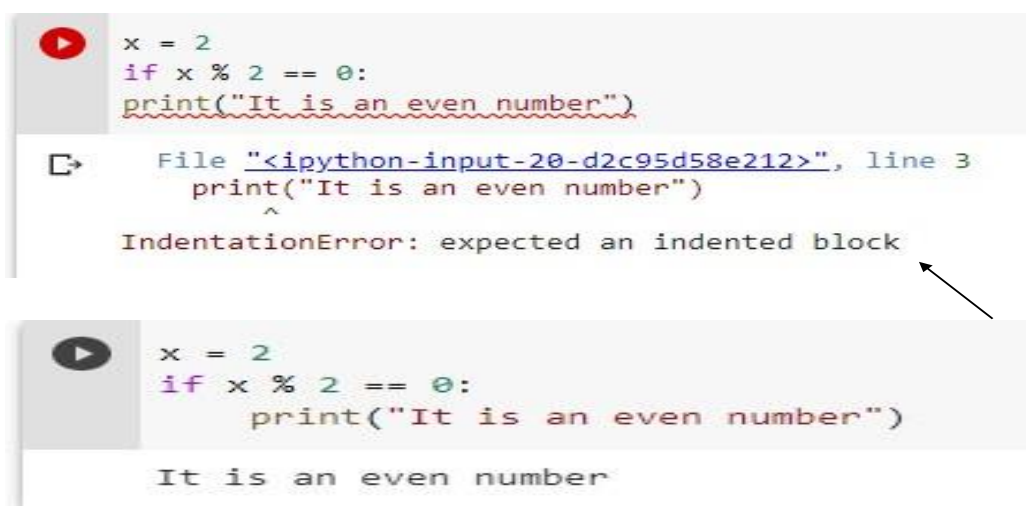 x = 2
if x % 2 == 0:
print("It is an even number")
File "<ipython-input-20-d2c95d58e212>", line 3
print("It is an even number")
^
IndentationError: expected an indented block
x = 2
if x % 2 == 0:
print("It is an even number")
It is an even number